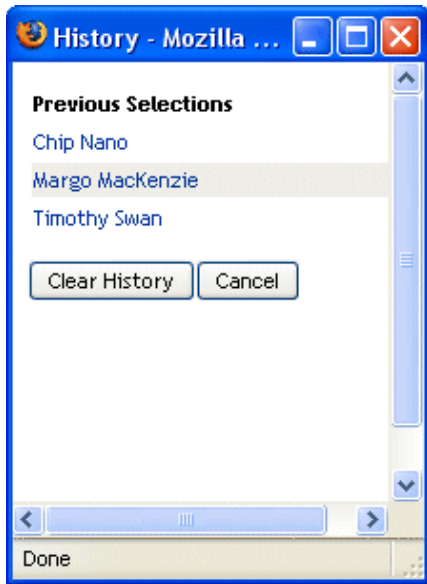 History - Mozilla ...
Previous Selections
Chip Nano
Margo MacKenzie
Timothy Swan
Clear History Cancel
Done